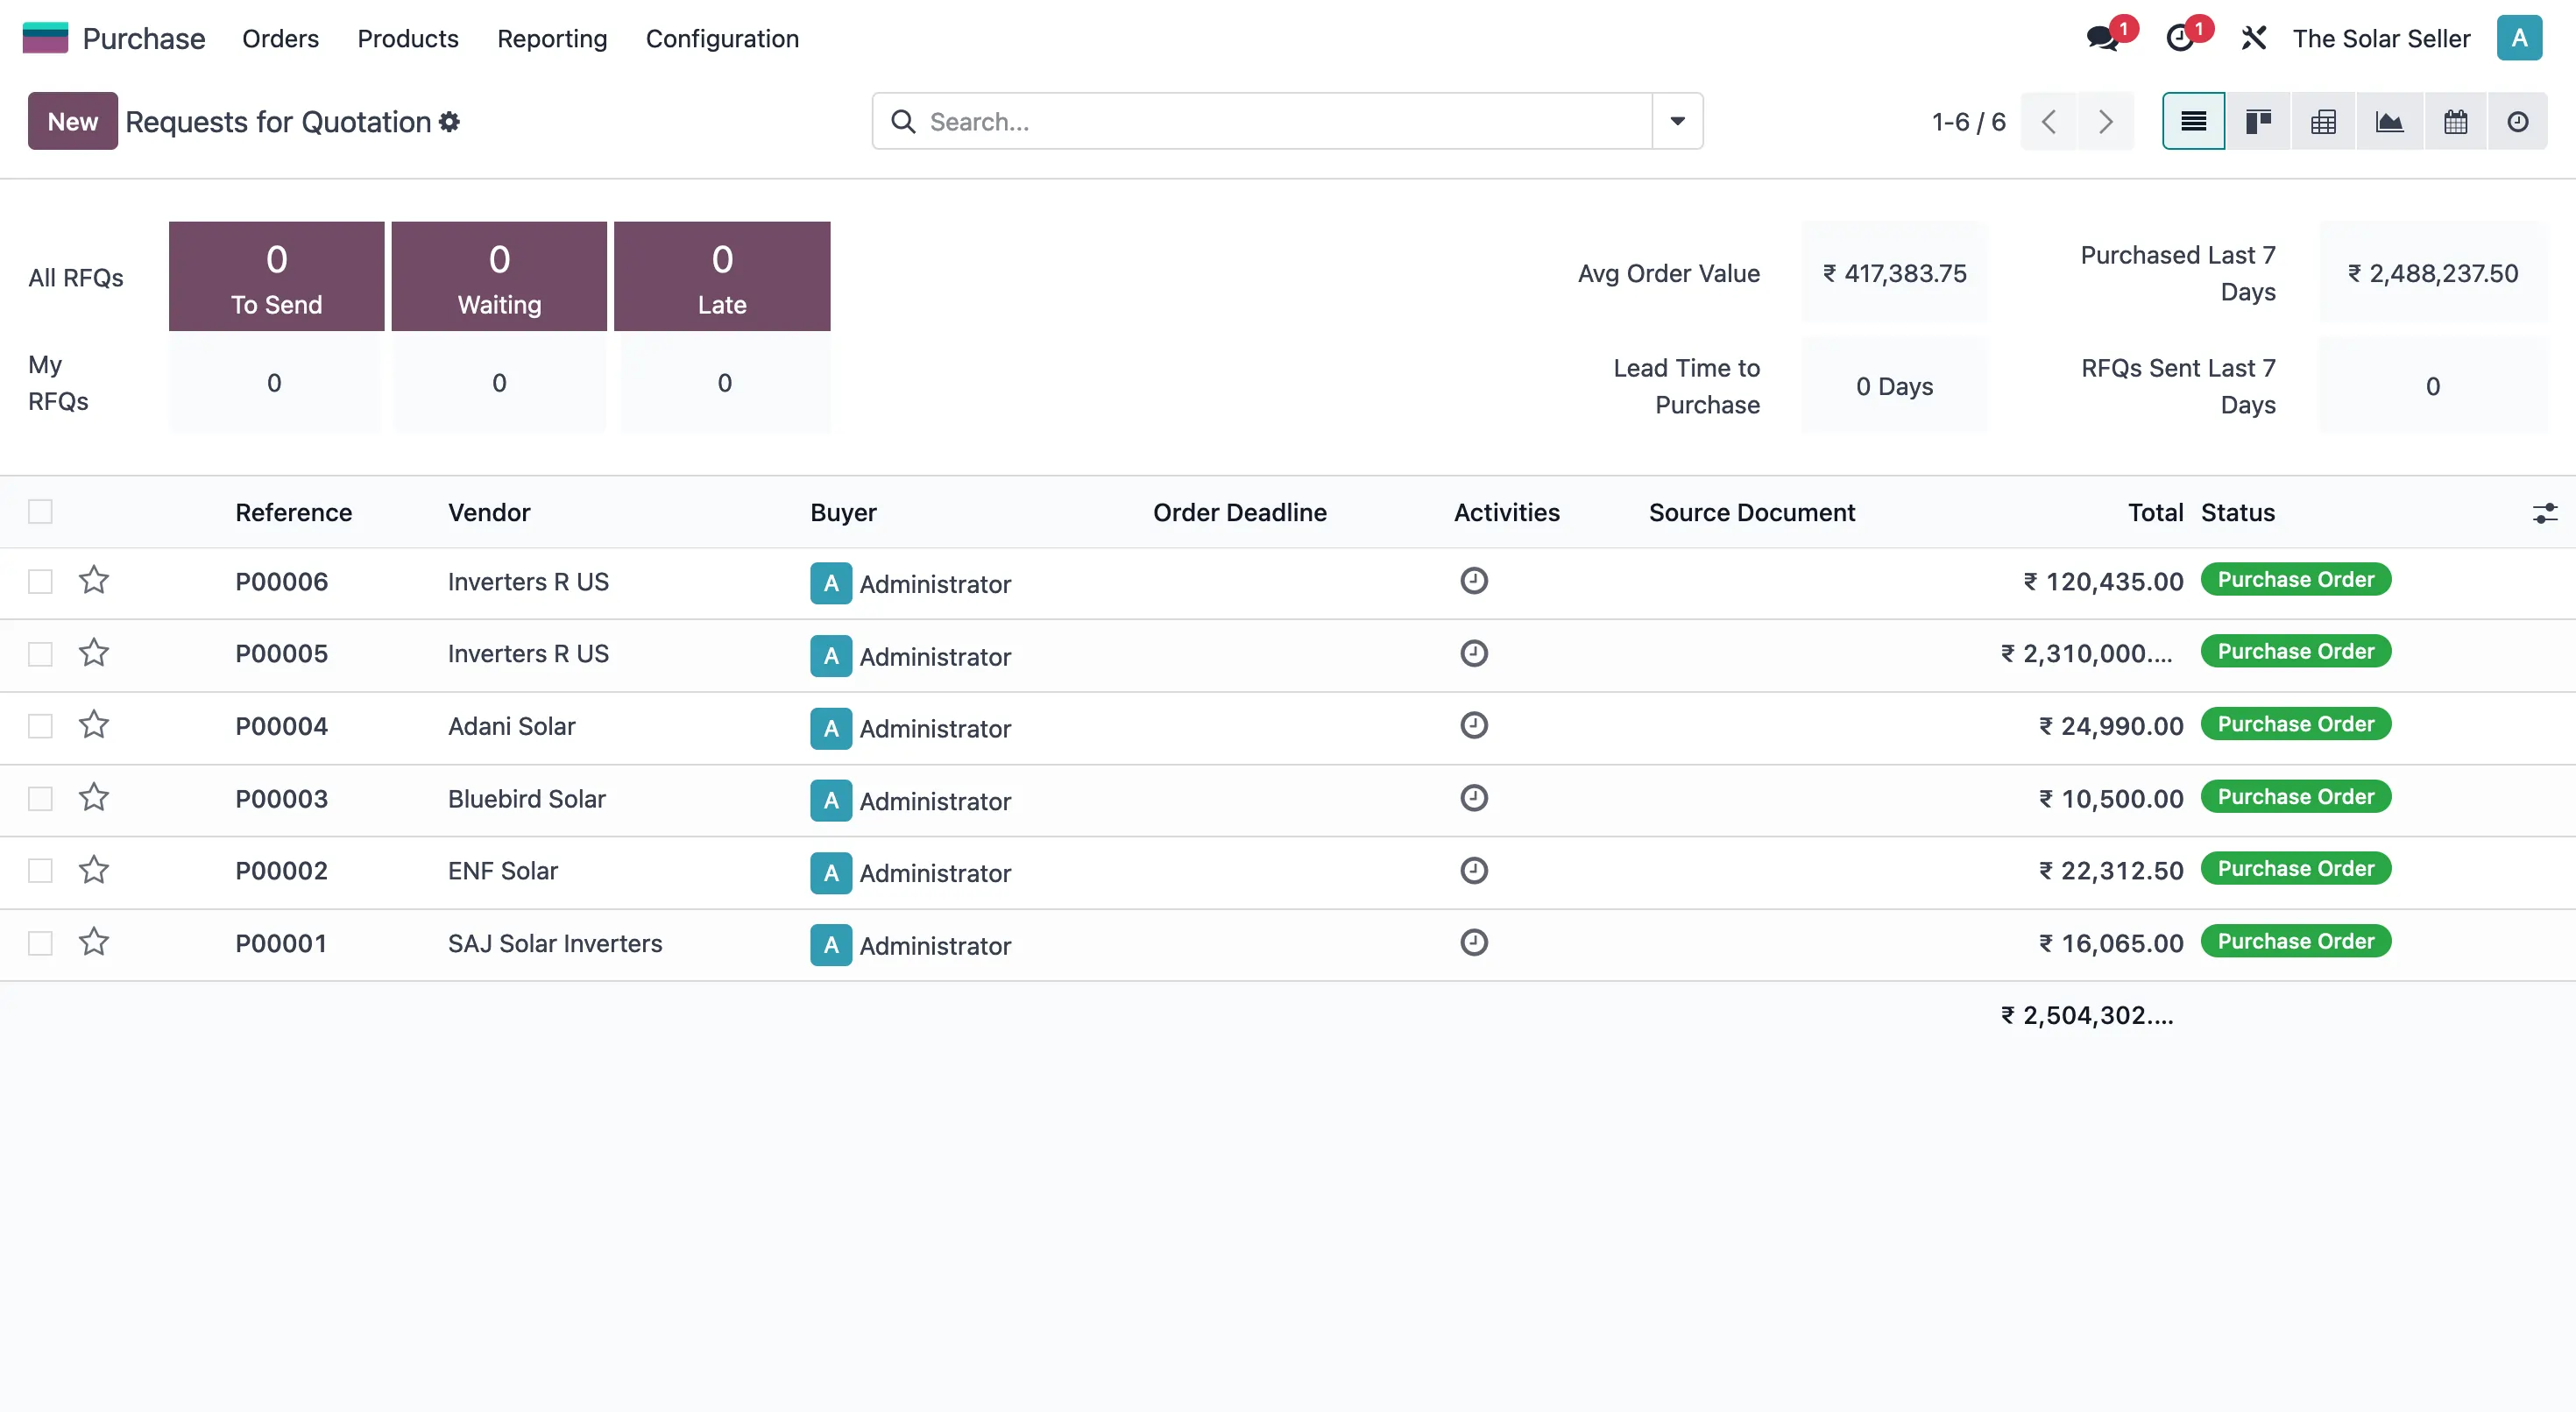 Purchase Orders Products Reporting Configuration 1 1 The Solar Seller A
New Requests for Quotation Search... 1-6 / 6
All RFQs 0 To Send 0 Waiting 0 Late
My RFQs 0 0 0
Avg Order Value ₹ 417,383.75 Purchased Last 7 Days ₹ 2,488,237.50
Lead Time to Purchase 0 Days RFQs Sent Last 7 Days 0
Reference Vendor Buyer Order Deadline Activities Source Document Total Status
P00006 Inverters R US A Administrator ₹ 120,435.00 Purchase Order
P00005 Inverters R US A Administrator ₹ 2,310,000.... Purchase Order
P00004 Adani Solar A Administrator ₹ 24,990.00 Purchase Order
P00003 Bluebird Solar A Administrator ₹ 10,500.00 Purchase Order
P00002 ENF Solar A Administrator ₹ 22,312.50 Purchase Order
P00001 SAJ Solar Inverters A Administrator ₹ 16,065.00 Purchase Order
₹ 2,504,302....